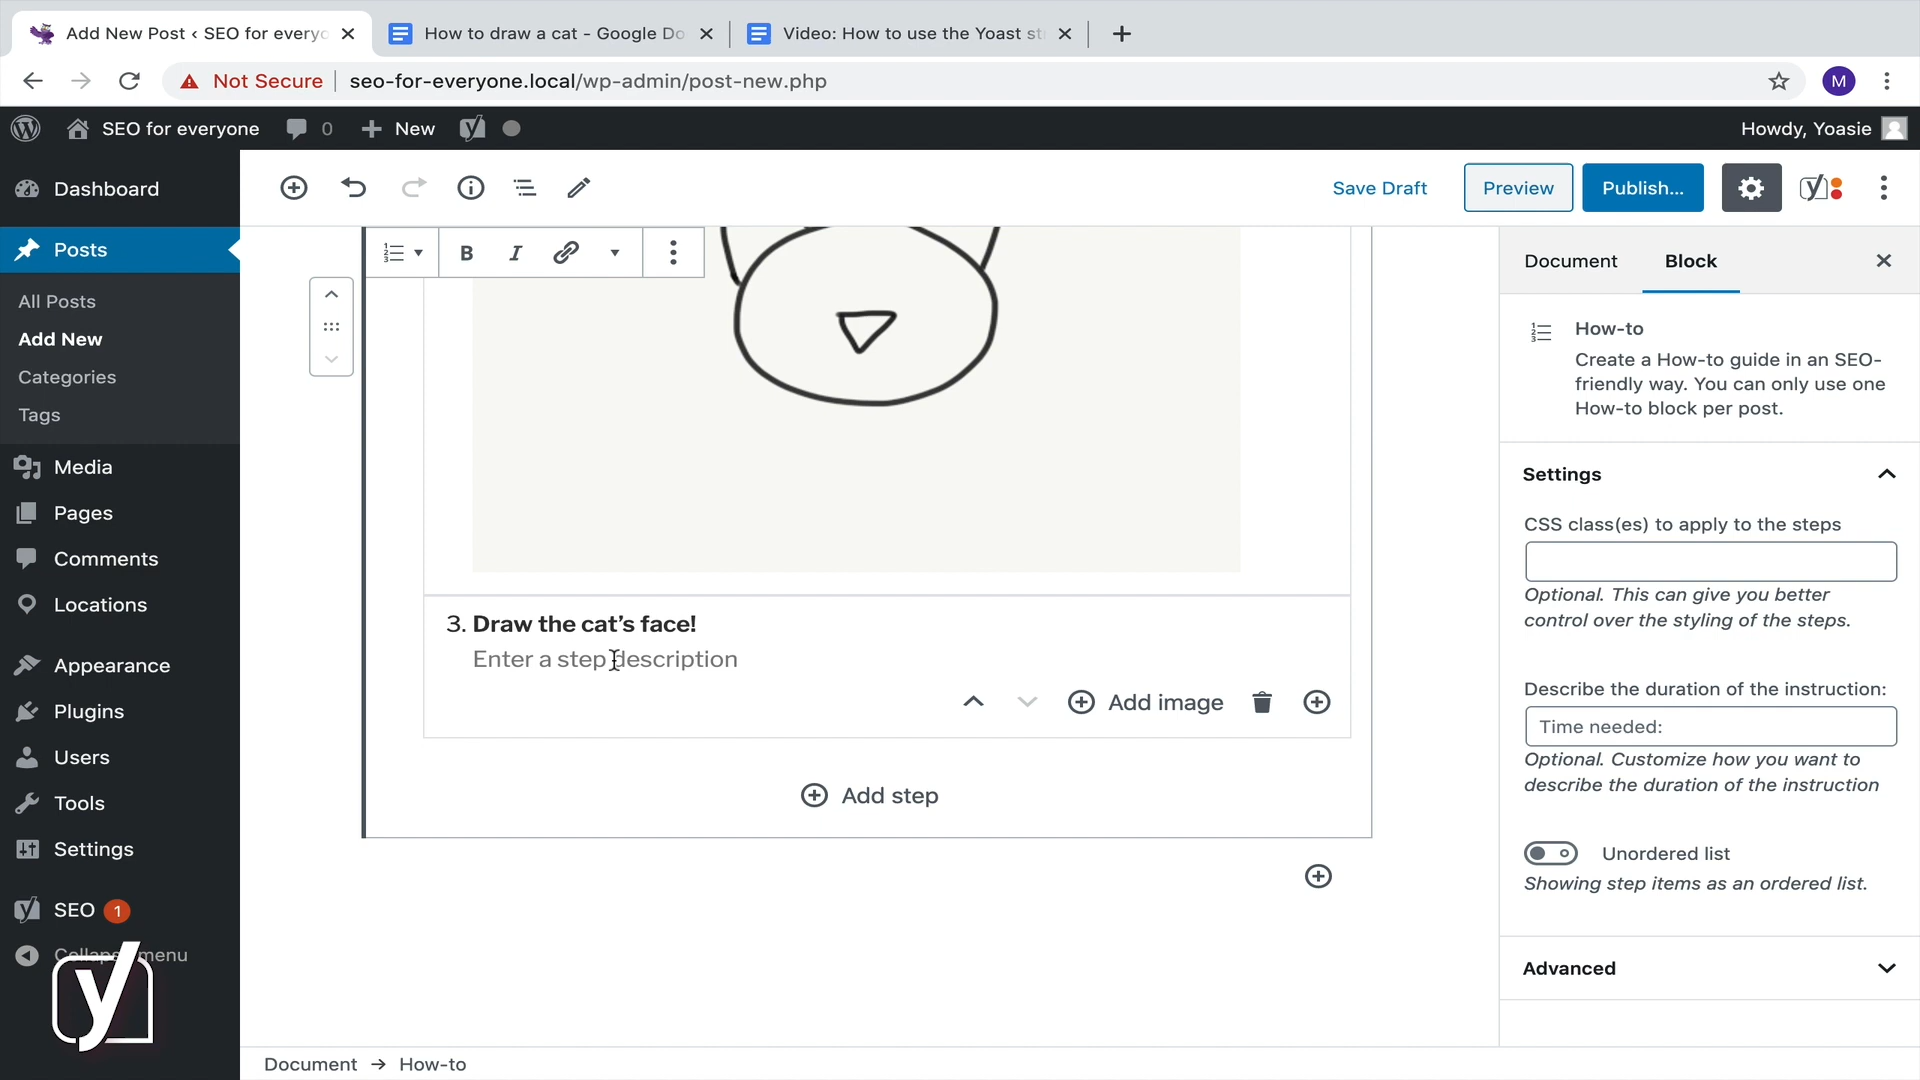 Add New Post ‹ SEO for everyo
How to draw a cat - Google Do
Video: How to use the Yoast st
Not Secure
seo-for-everyone.local/wp-admin/post-new.php
M
SEO for everyone
0
New
Howdy, Yoasie
Dashboard
Posts
All Posts
Add New
Categories
Tags
Media
Pages
Comments
Locations
Appearance
Plugins
Users
Tools
Settings
SEO 1
Collapse menu
Save Draft
Preview
Publish...
B I
3. Draw the cat’s face!
Enter a step description
Add image
Add step
Document
Block
How-to
Create a How-to guide in an SEO-
friendly way. You can only use one
How-to block per post.
Settings
CSS class(es) to apply to the steps
Optional. This can give you better
control over the styling of the steps.
Describe the duration of the instruction:
Time needed:
Optional. Customize how you want to
describe the duration of the instruction
Unordered list
Showing step items as an ordered list.
Advanced
Document → How-to